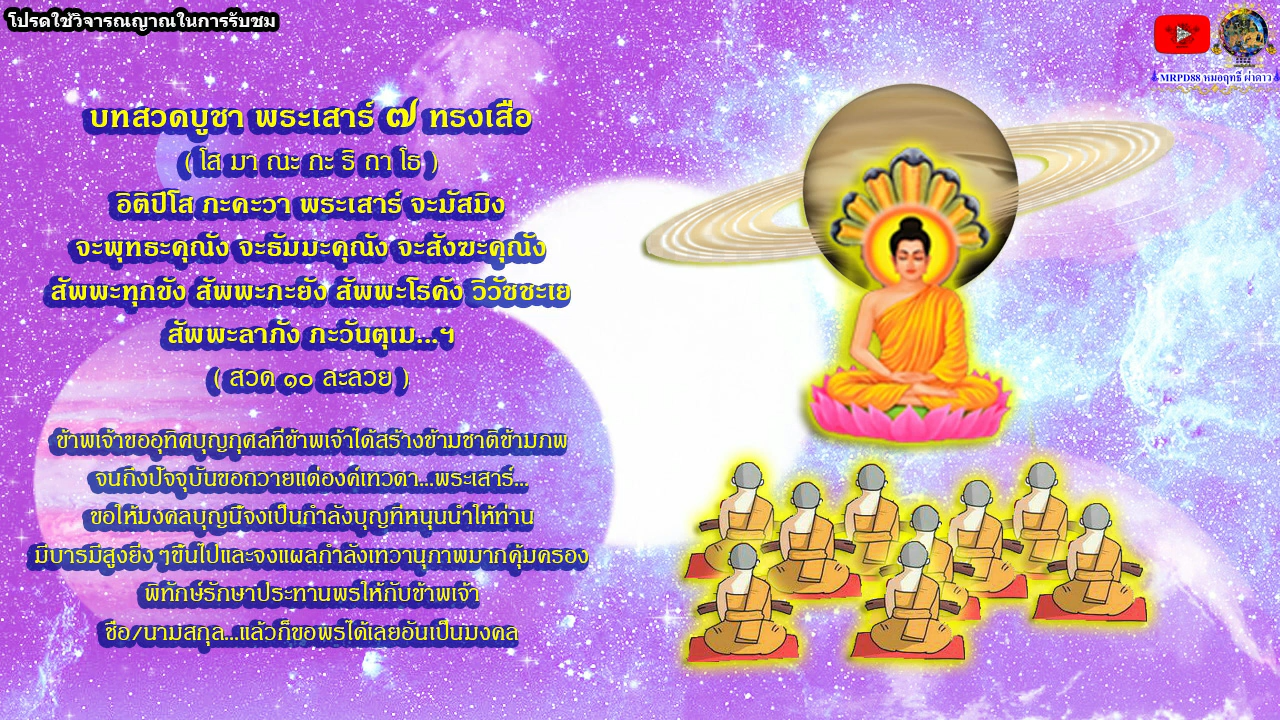 โปรดใช้วิจารณญาณในการรับชม
MRPD88 หมอฤทธิ์ ผ่าดาว
บทสวดบูชา พระเสาร์ ๗ ทรงเสือ
( โส มา ณะ กะ ริ ถา โธ )
อิติปิโส ภะคะวา พระเสาร์ จะมัสมิง
จะพุทธะคุณัง จะธัมมะคุณัง จะสังฆะคุณัง
สัพพะทุกขัง สัพพะภะยัง สัพพะโรคัง วิวัชชะเย
สัพพะลาภัง ภะวันตุเม...ฯ
( สวด ๑๐ ละลวย )
ข้าพเจ้าขออุทิศบุญกุศลที่ข้าพเจ้าได้สร้างข้ามชาติข้ามภพ
จนถึงปัจจุบันขอถวายแด่องค์เทวดา...พระเสาร์...
ขอให้มงคลบุญนี้จงเป็นกำลังบุญที่หนุนนำให้ท่าน
มีบารมีสูงยิ่งๆขึ้นไปและจงแผลกำลังเทวานุภาพมาคุ้มครอง
พิทักษ์รักษาประทานพรให้กับข้าพเจ้า
ชื่อ/นามสกุล...แล้วก็ขอพรได้เลยอันเป็นมงคล